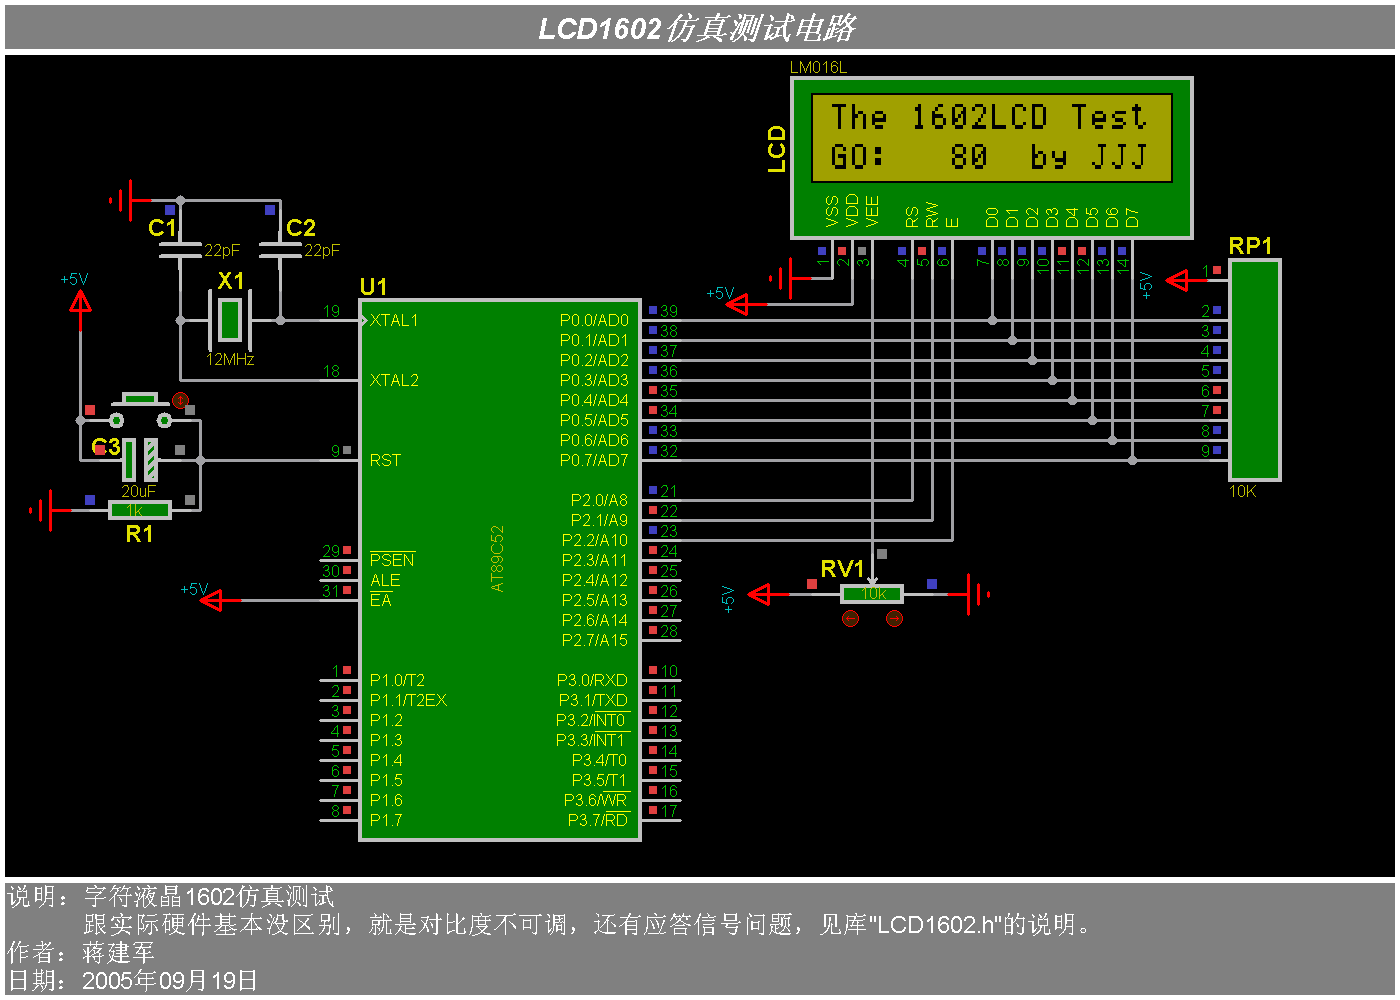 LCD1602仿真测试电路
LM016L
LCD
The 1602LCD Test
GO: 80 by JJJ
VSS VDD VEE RS RW E D0 D1 D2 D3 D4 D5 D6 D7
1 2 3 4 5 6 7 8 9 10 11 12 13 14
C1 22pF
C2 22pF
X1
12MHz
+5V
+5V
+5V
RP1
1
2
3
4
5
6
7
8
9
10K
U1
19 XTAL1
18 XTAL2
9 RST
29 PSEN
30 ALE
31 EA
+5V
1 P1.0/T2
2 P1.1/T2EX
3 P1.2
4 P1.3
5 P1.4
6 P1.5
7 P1.6
8 P1.7
AT89C52
P0.0/AD0 39
P0.1/AD1 38
P0.2/AD2 37
P0.3/AD3 36
P0.4/AD4 35
P0.5/AD5 34
P0.6/AD6 33
P0.7/AD7 32
P2.0/A8 21
P2.1/A9 22
P2.2/A10 23
P2.3/A11 24
P2.4/A12 25
P2.5/A13 26
P2.6/A14 27
P2.7/A15 28
P3.0/RXD 10
P3.1/TXD 11
P3.2/INT0 12
P3.3/INT1 13
P3.4/T0 14
P3.5/T1 15
P3.6/WR 16
P3.7/RD 17
C3
20uF
1k
R1
RV1
+5V
10k
说明：字符液晶1602仿真测试
跟实际硬件基本没区别，就是对比度不可调，还有应答信号问题，见库"LCD1602.h"的说明。
作者：蒋建军
日期：2005年09月19日